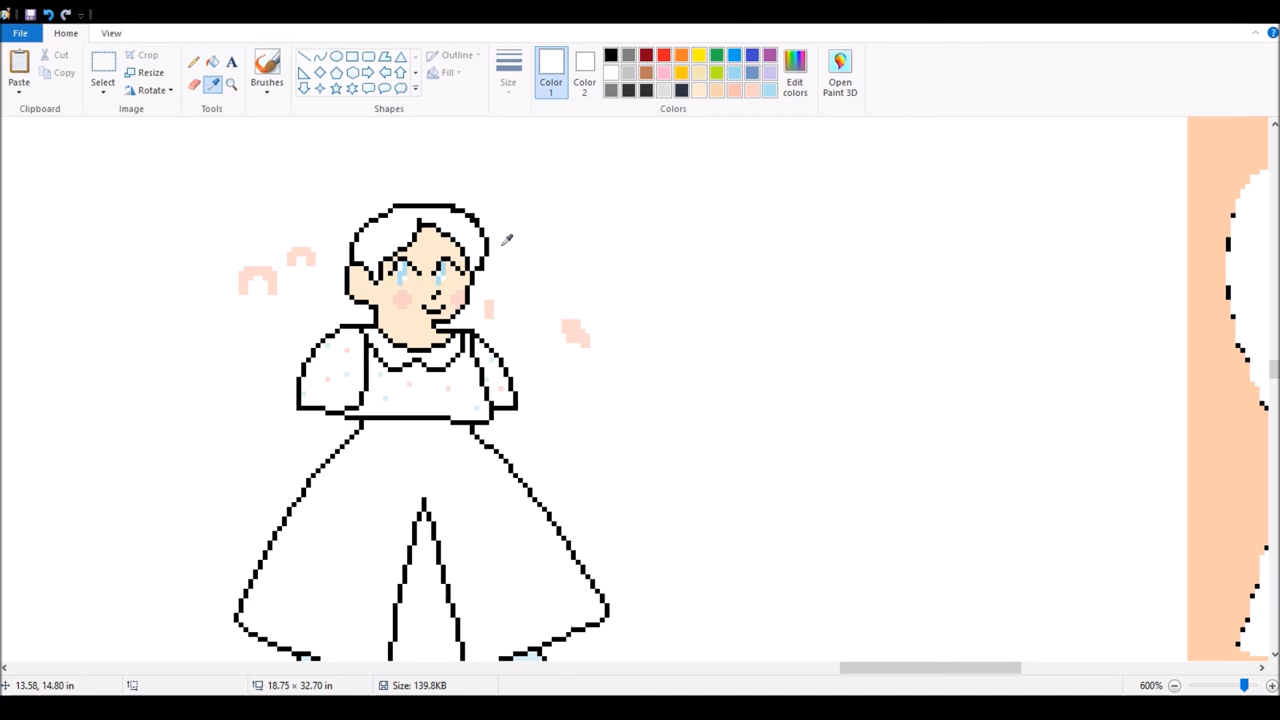 File Home View
Paste
Cut
Copy
Clipboard
Select
Crop
Resize
Rotate
Image
A
Tools
Brushes
Outline
Fill
Shapes
Size
Color
1
Color
2
Colors
Edit
colors
Open
Paint 3D
13.58, 14.80 in
18.75 × 32.70 in
Size: 139.8KB
600%